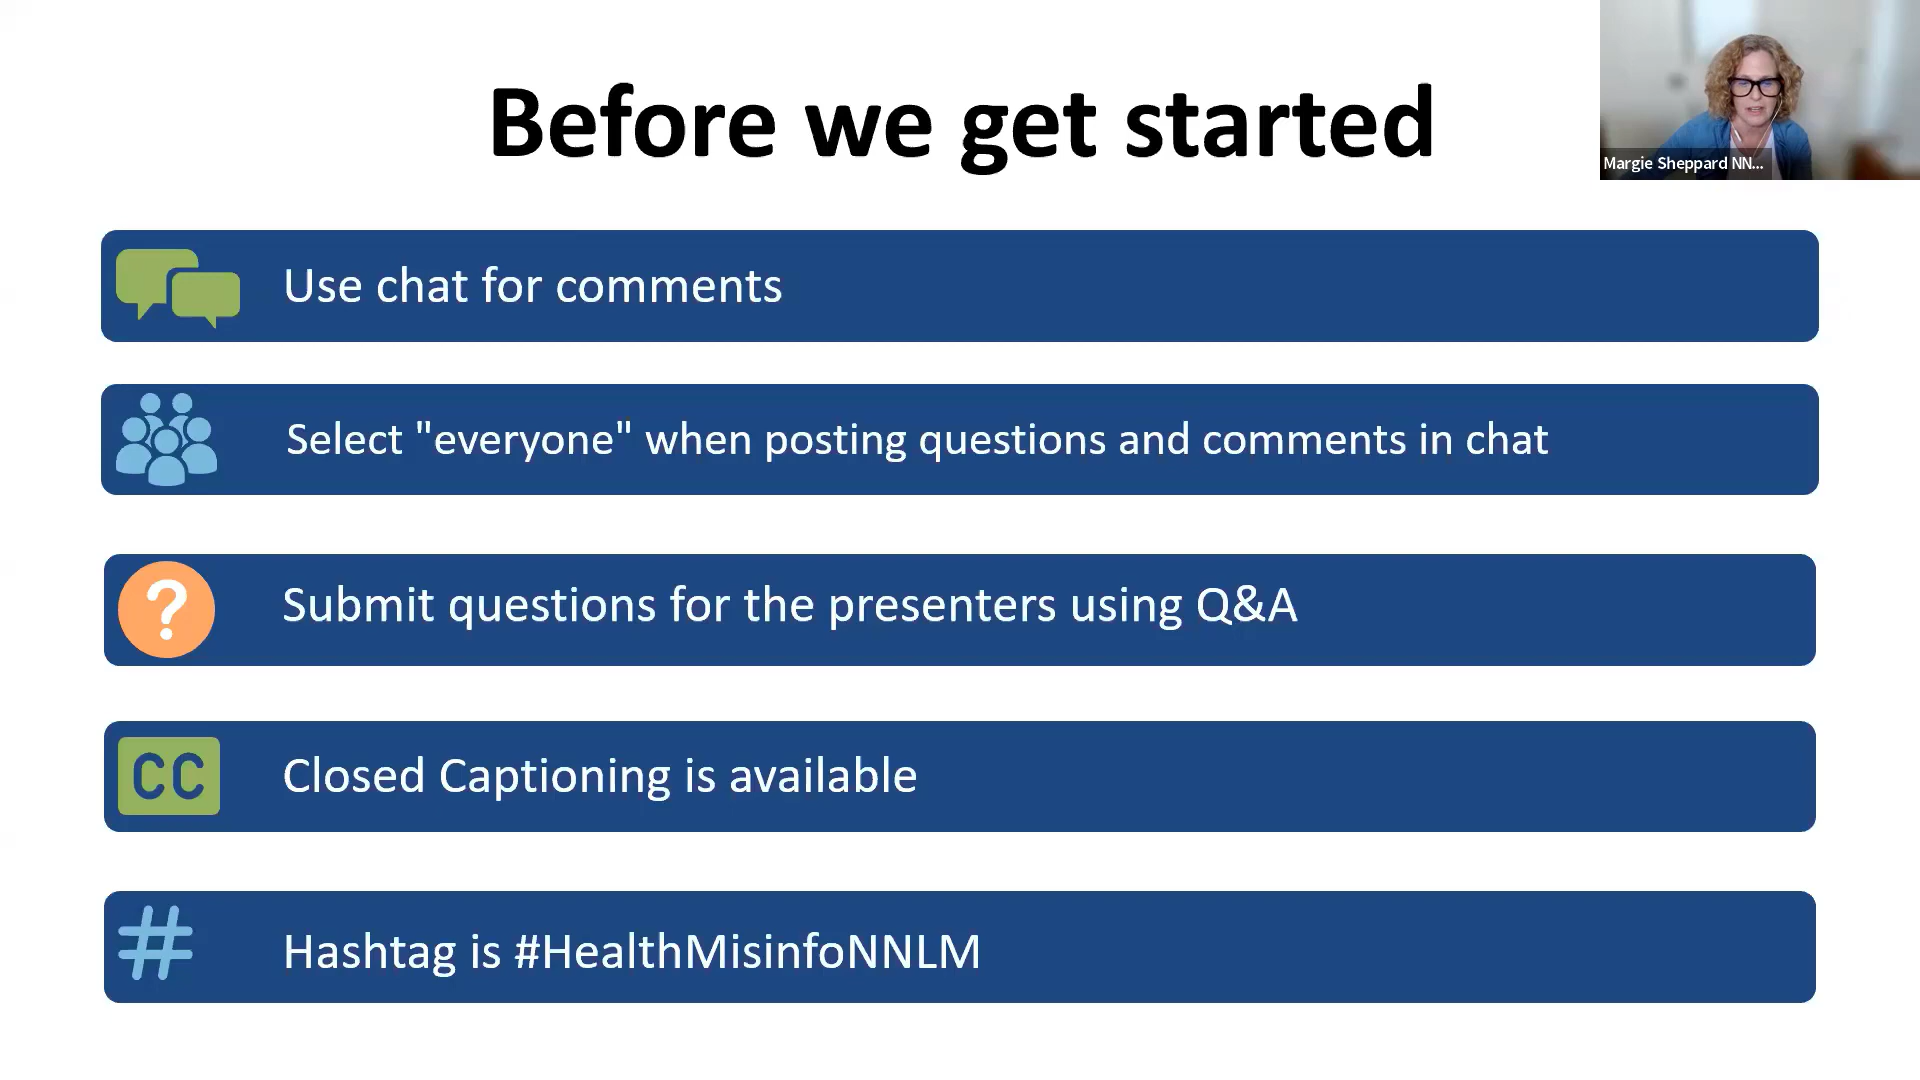 Before we get started
Margie Sheppard NN...
Use chat for comments
Select "everyone" when posting questions and comments in chat
?
Submit questions for the presenters using Q&A
CC
Closed Captioning is available
#
Hashtag is #HealthMisinfoNNLM